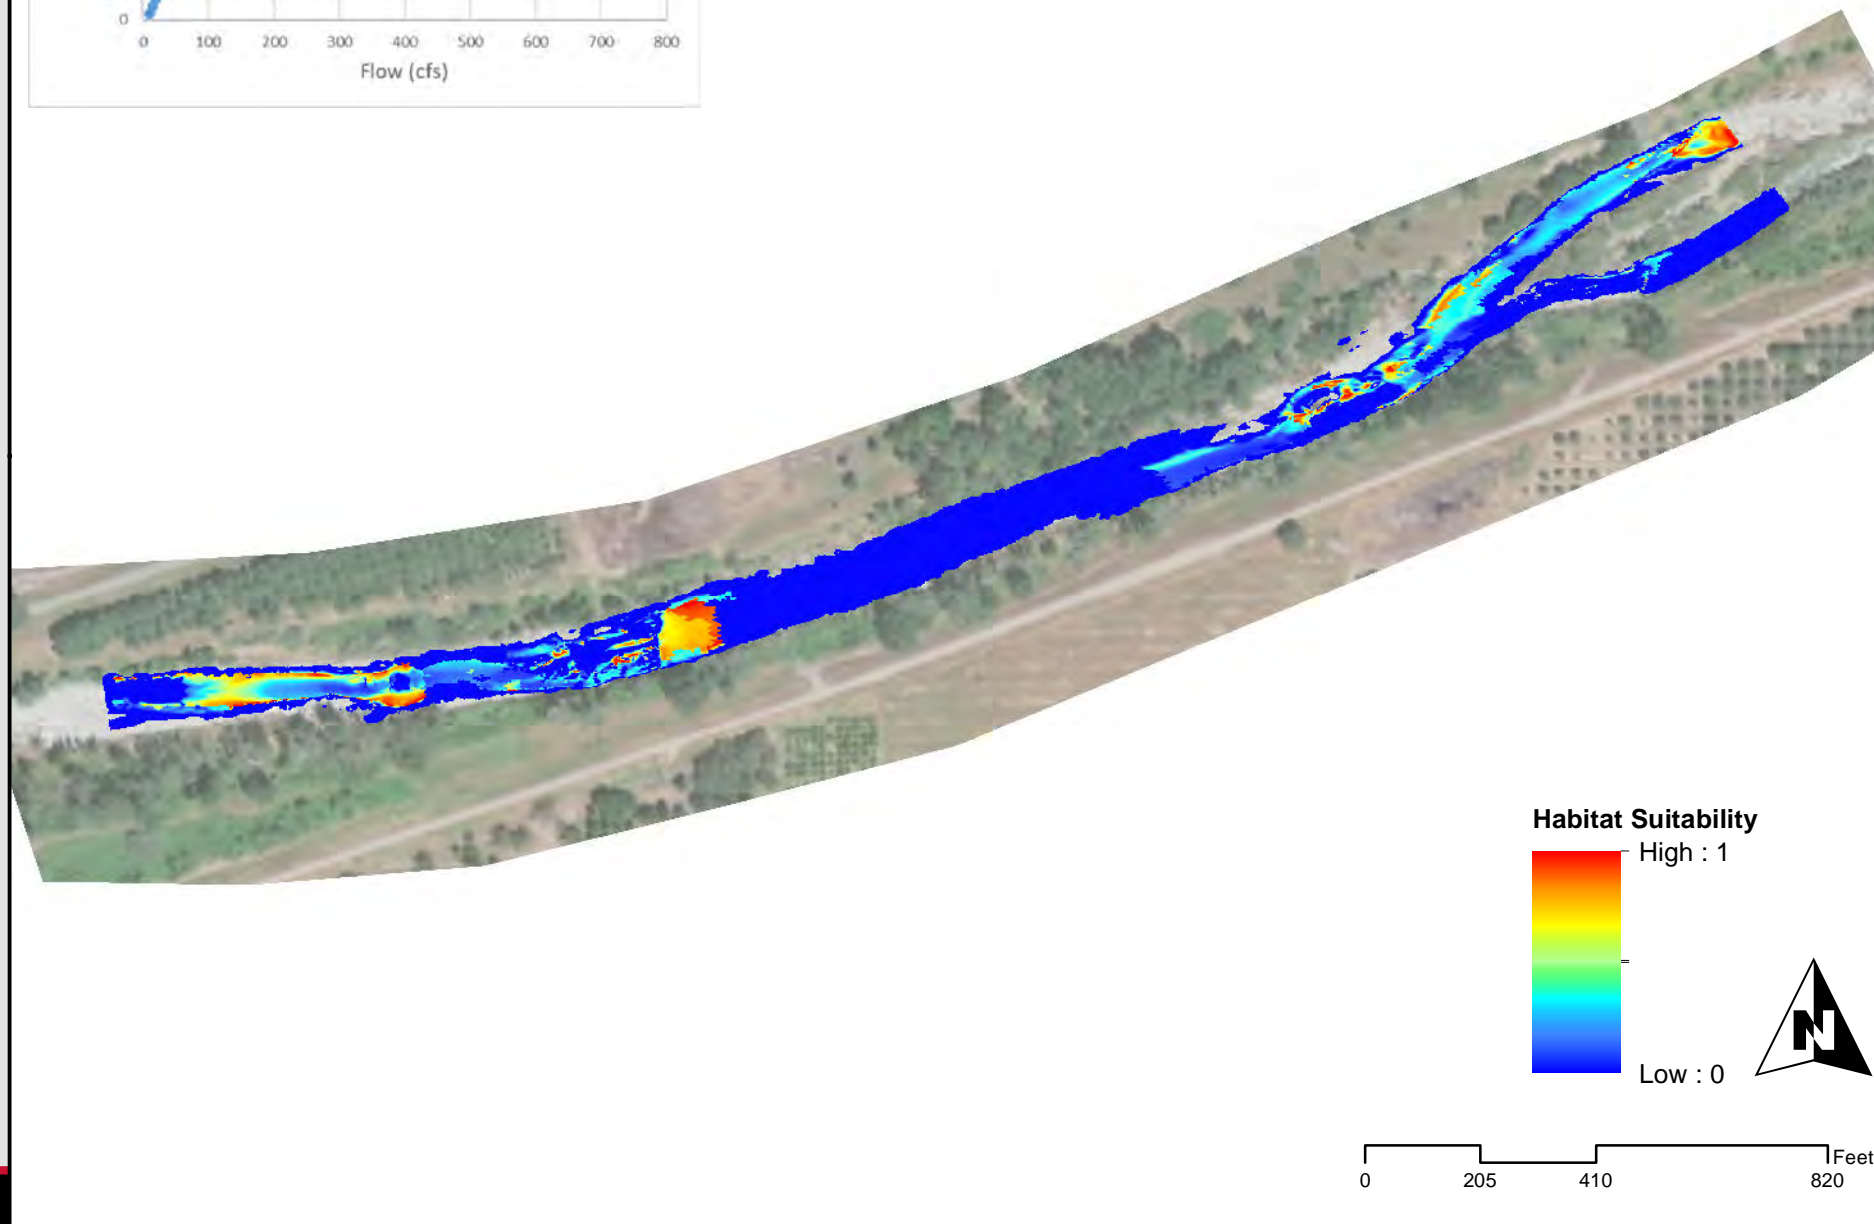 0
0 100 200 300 400 500 600 700 800
Flow (cfs)
Habitat Suitability
High : 1
Low : 0
N
Feet
0 205 410 820